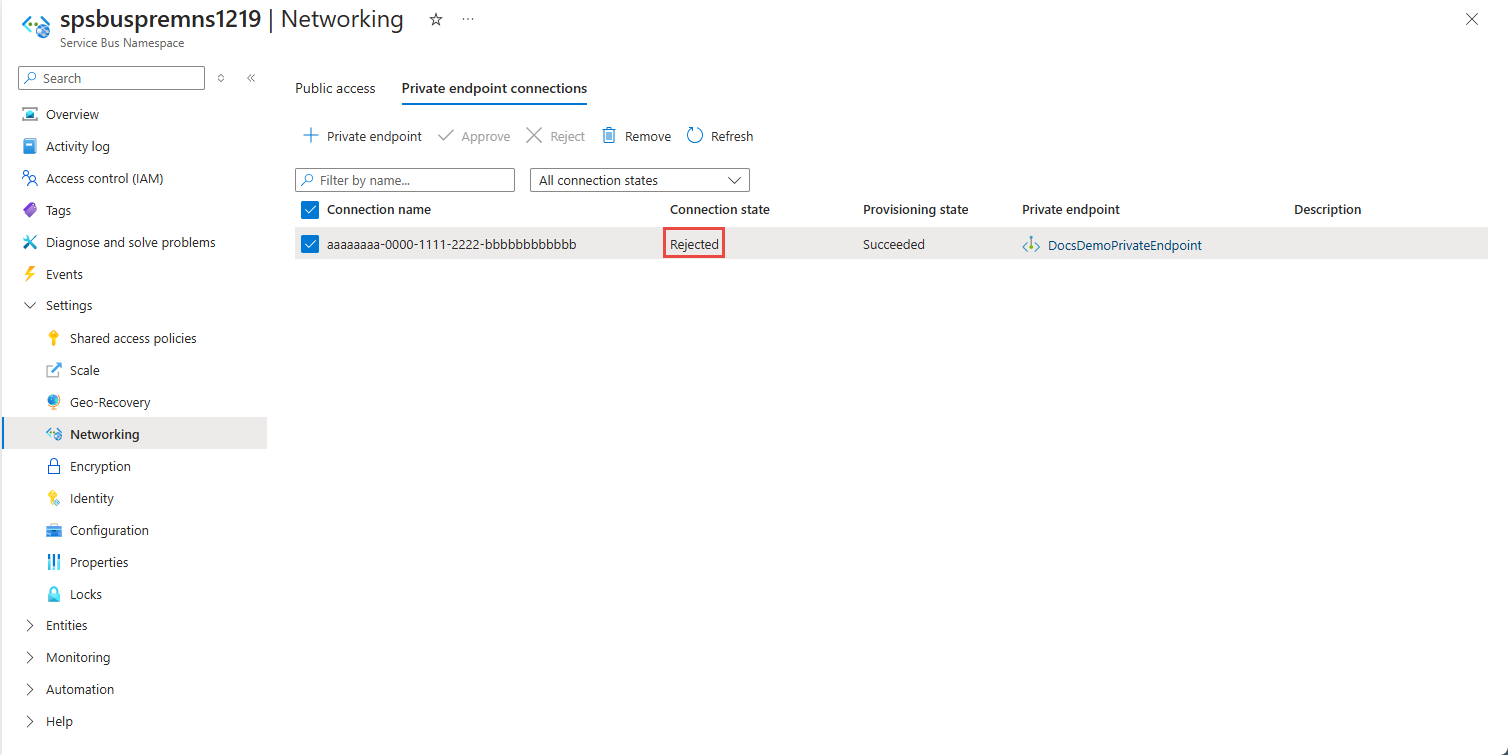 spsbuspremns1219 | Networking
Service Bus Namespace
Search
Overview
Activity log
Access control (IAM)
Tags
Diagnose and solve problems
Events
Settings
Shared access policies
Scale
Geo-Recovery
Networking
Encryption
Identity
Configuration
Properties
Locks
Entities
Monitoring
Automation
Help
Public access Private endpoint connections
Private endpoint Approve Reject Remove Refresh
Filter by name... All connection states
Connection name Connection state Provisioning state Private endpoint Description
aaaaaaaa-0000-1111-2222-bbbbbbbbbbbb Rejected Succeeded DocsDemoPrivateEndpoint